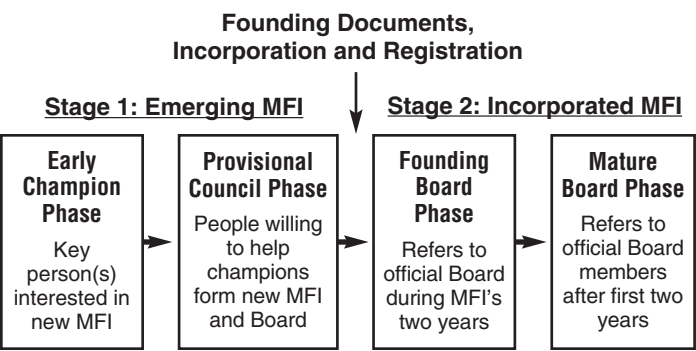 Founding Documents,
Incorporation and Registration
Stage 1: Emerging MFI
Stage 2: Incorporated MFI
Early
Champion
Phase
Key
person(s)
interested in
new MFI
Provisional
Council Phase
People willing
to help
champions
form new MFI
and Board
Founding
Board
Phase
Refers to
official Board
during MFI's
two years
Mature
Board Phase
Refers to
official Board
members
after first two
years